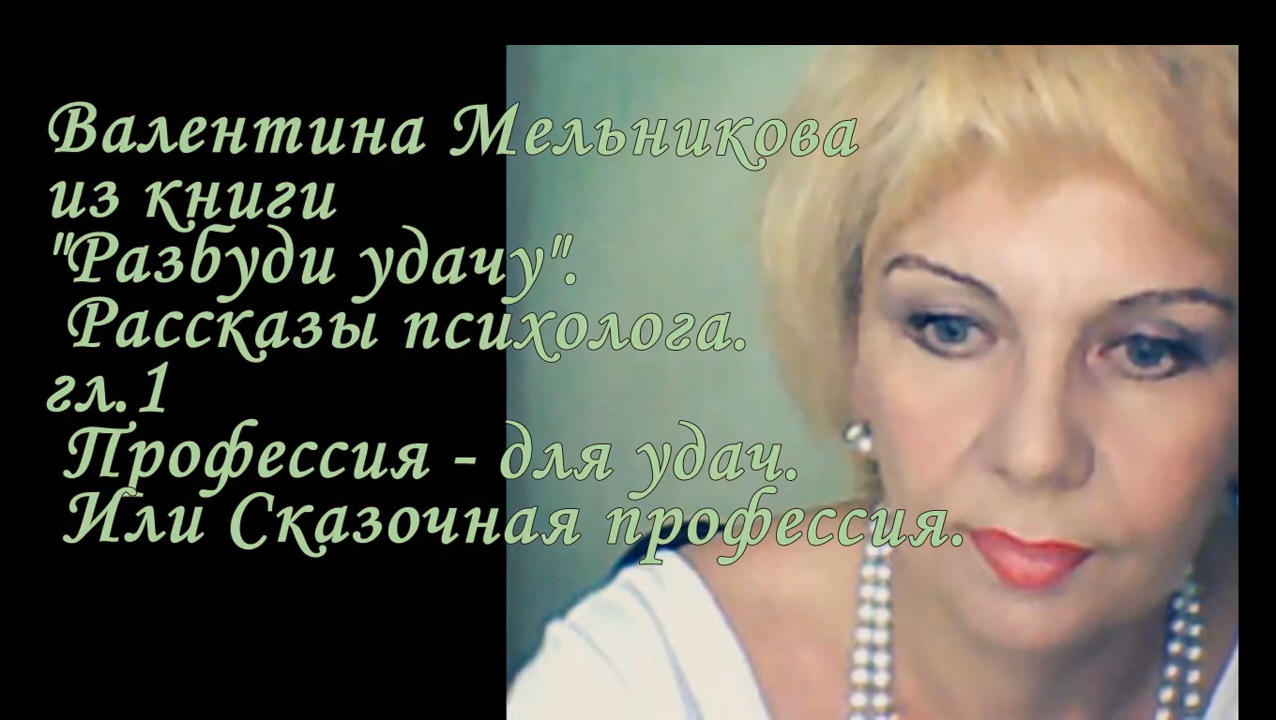 Валентина Мельникова
из книги
"Разбуди удачу".
Рассказы психолога.
гл.1
Профессия - для удач.
Или Сказочная профессия.